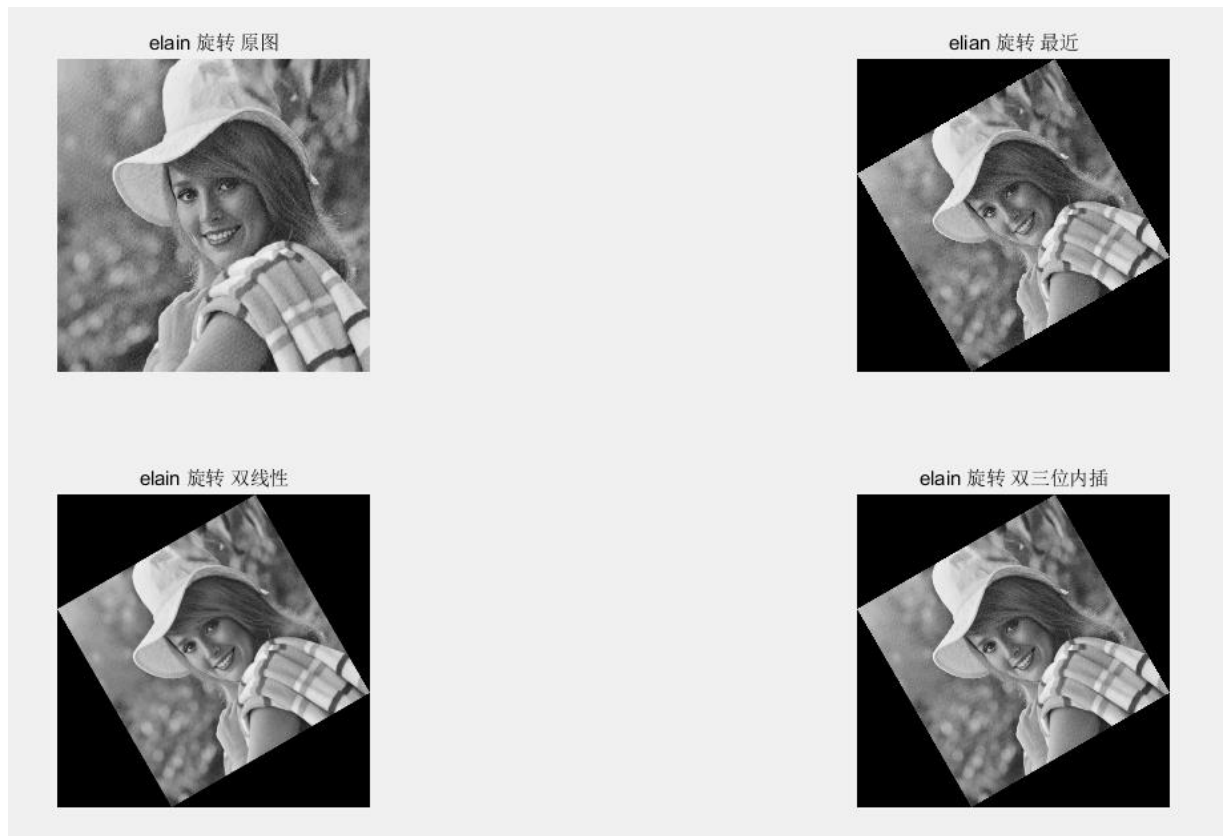 elain 旋转 原图
elian 旋转 最近
elain 旋转 双线性
elain 旋转 双三位内插